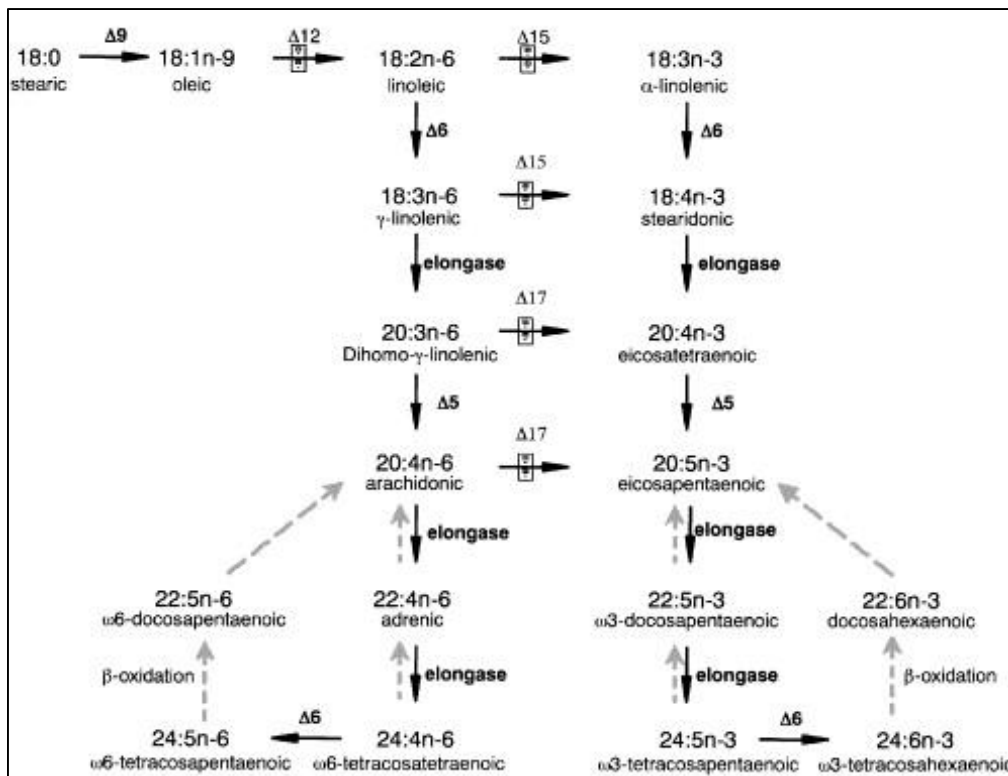 Δ9 Δ12 Δ15
18:0 18:1n-9 18:2n-6 18:3n-3
stearic oleic linoleic α-linolenic
Δ6 Δ6
Δ15
18:3n-6 18:4n-3
γ-linolenic stearidonic
elongase elongase
Δ17
20:3n-6 20:4n-3
Dihomo-γ-linolenic eicosatetraenoic
Δ5 Δ5
Δ17
20:4n-6 20:5n-3
arachidonic eicosapentaenoic
elongase elongase
22:5n-6 22:4n-6 22:5n-3 22:6n-3
ω6-docosapentaenoic adrenic ω3-docosapentaenoic docosahexaenoic
β-oxidation elongase elongase β-oxidation
Δ6 Δ6
24:5n-6 24:4n-6 24:5n-3 24:6n-3
ω6-tetracosapentaenoic ω6-tetracosatetraenoic ω3-tetracosapentaenoic ω3-tetracosahexaenoic